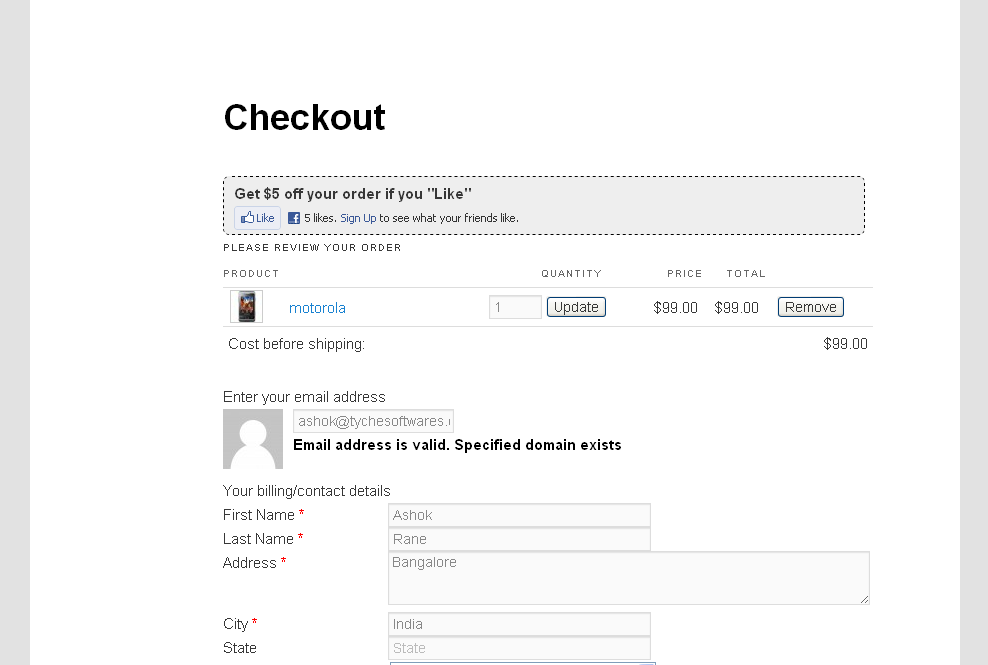 Checkout
Get $5 off your order if you "Like"
Like 5 likes. Sign Up to see what your friends like.
PLEASE REVIEW YOUR ORDER
PRODUCT QUANTITY PRICE TOTAL
motorola 1 Update $99.00 $99.00 Remove
Cost before shipping: $99.00
Enter your email address
ashok@tychesoftwares.
Email address is valid. Specified domain exists
Your billing/contact details
First Name * Ashok
Last Name * Rane
Address * Bangalore
City * India
State State